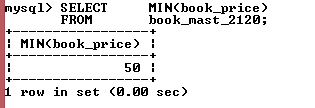 mysql> SELECT MIN(book_price)
FROM book_mast_2120;
+-----------------+
| MIN(book_price) |
+-----------------+
| 50 |
+-----------------+
1 row in set (0.00 sec)